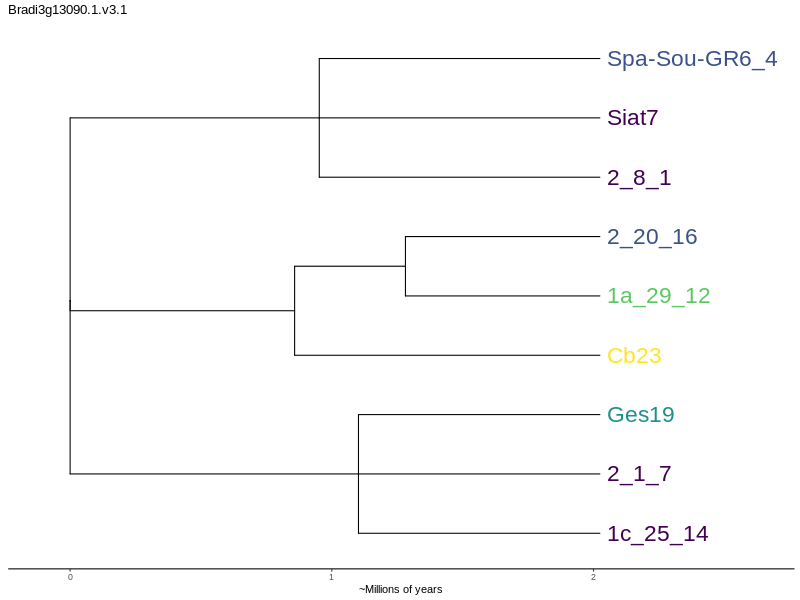 Bradi3g13090.1.v3.1
Spa-Sou-GR6_4
Siat7
2_8_1
2_20_16
1a_29_12
Cb23
Ges19
2_1_7
1c_25_14
0 1 2
~Millions of years